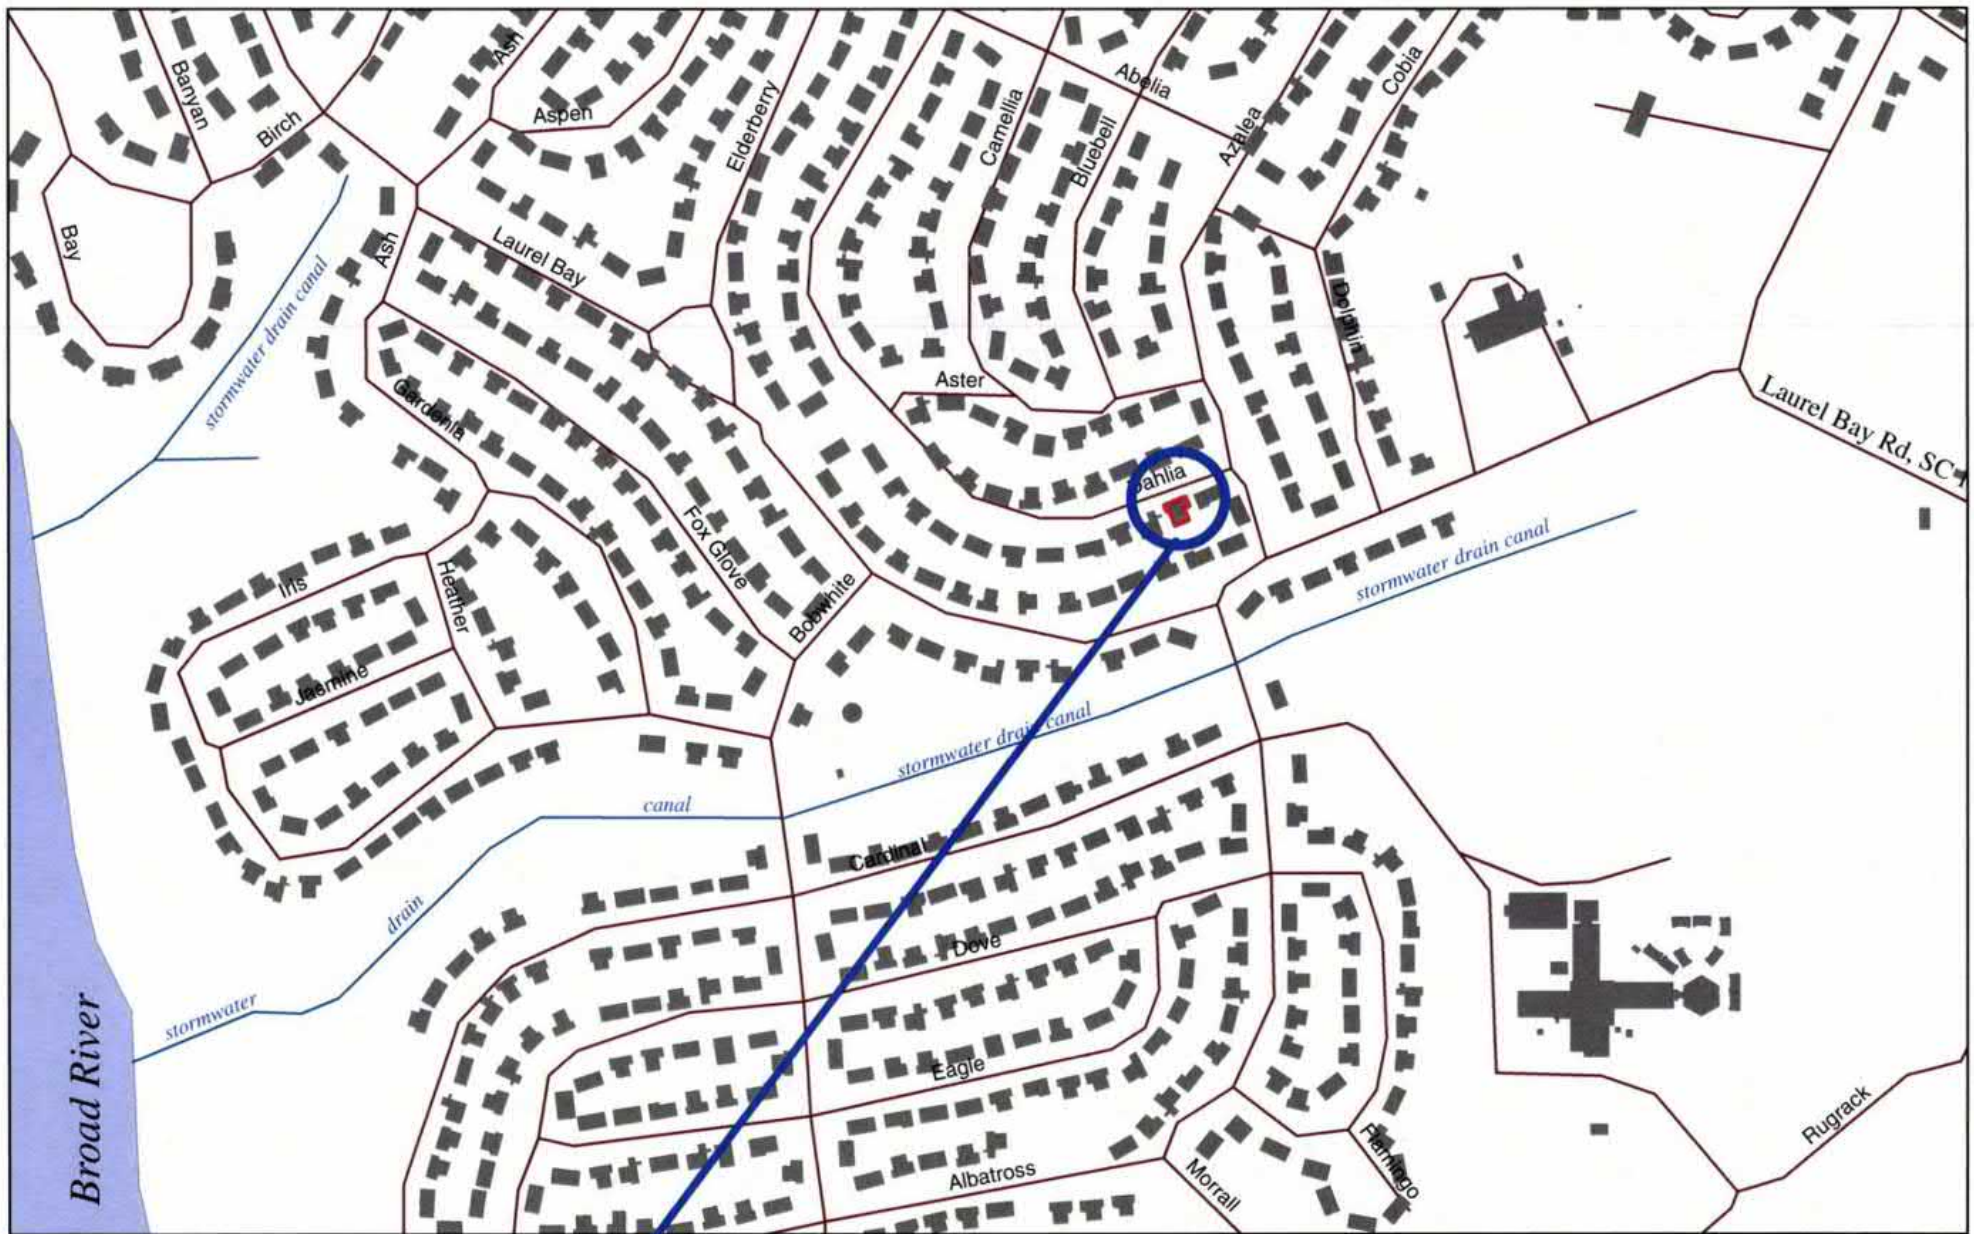 Banyan
Birch
Ash
Aspen
Elderberry
Camellia
Abelia
Bluebell
Azalea
Cobia
Bay
stormwater drain canal
Ash
Laurel Bay
Dolphin
Gardenia
Aster
Laurel Bay Rd, SC
Dahlia
Fox Glove
Iris
Heather
Bobwhite
Jasmine
stormwater drain canal
stormwater drain canal
canal
drain
stormwater
Cardinal
Dove
Eagle
Albatross
Morrall
Flamingo
Rugrack
Broad River